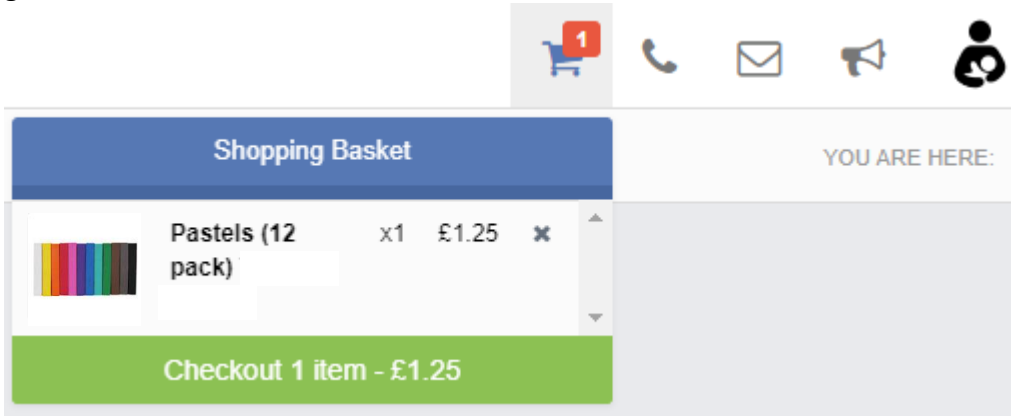 1
Shopping Basket
YOU ARE HERE:
Pastels (12 x1 £1.25
pack)
Checkout 1 item - £1.25